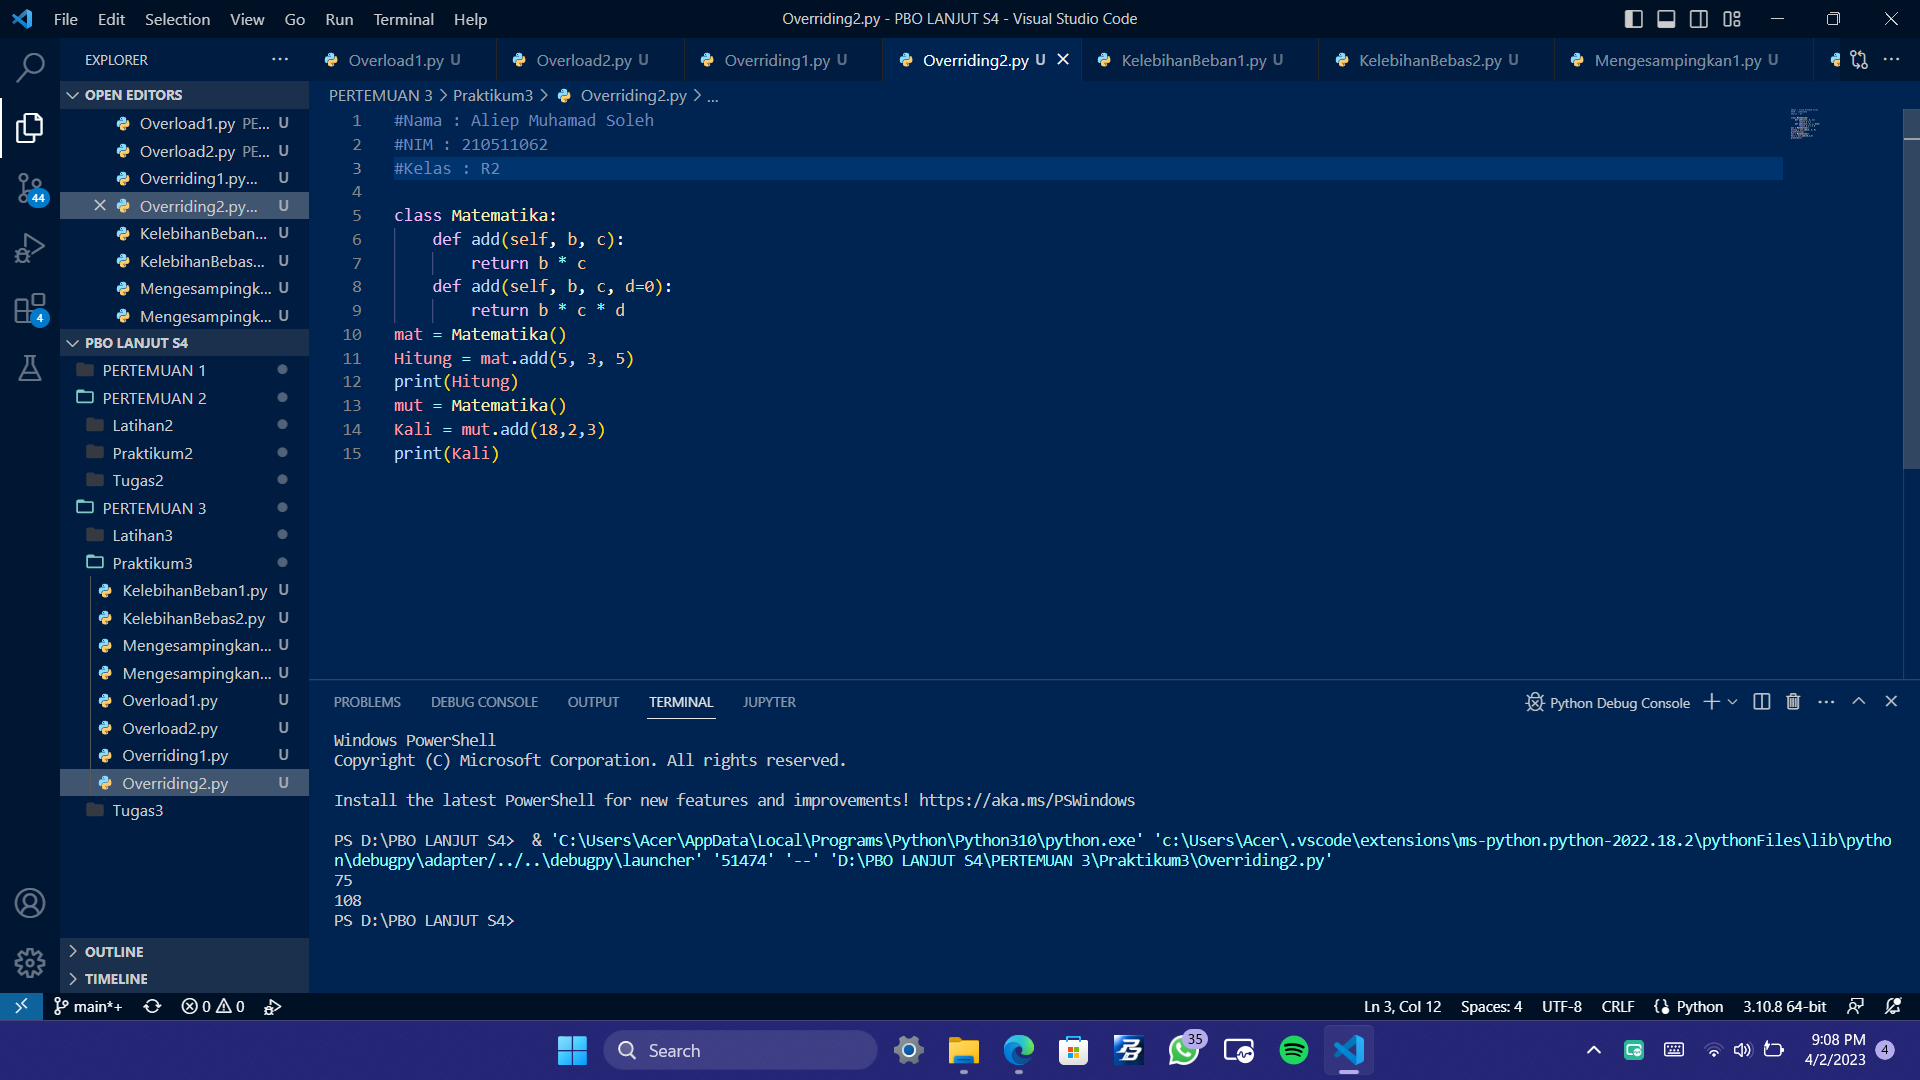 File Edit Selection View Go Run Terminal Help
Overriding2.py - PBO LANJUT S4 - Visual Studio Code
EXPLORER
Overload1.py U
Overload2.py U
Overriding1.py U
Overriding2.py U
KelebihanBeban1.py U
KelebihanBebas2.py U
Mengesampingkan1.py U
OPEN EDITORS
Overload1.py PE... U
Overload2.py PE... U
Overriding1.py... U
Overriding2.py... U
KelebihanBeban... U
KelebihanBebas... U
Mengesampingk... U
Mengesampingk... U
PBO LANJUT S4
PERTEMUAN 1
PERTEMUAN 2
Latihan2
Praktikum2
Tugas2
PERTEMUAN 3
Latihan3
Praktikum3
KelebihanBeban1.py U
KelebihanBebas2.py U
Mengesampingkan... U
Mengesampingkan... U
Overload1.py U
Overload2.py U
Overriding1.py U
Overriding2.py U
Tugas3
OUTLINE
TIMELINE
44
4
PERTEMUAN 3 > Praktikum3 > Overriding2.py > ...
1 #Nama : Aliep Muhamad Soleh
2 #NIM : 210511062
3 #Kelas : R2
4
5 class Matematika:
6 def add(self, b, c):
7 return b * c
8 def add(self, b, c, d=0):
9 return b * c * d
10 mat = Matematika()
11 Hitung = mat.add(5, 3, 5)
12 print(Hitung)
13 mut = Matematika()
14 Kali = mut.add(18,2,3)
15 print(Kali)
PROBLEMS DEBUG CONSOLE OUTPUT TERMINAL JUPYTER
Python Debug Console
Windows PowerShell
Copyright (C) Microsoft Corporation. All rights reserved.
Install the latest PowerShell for new features and improvements! https://aka.ms/PSWindows
PS D:\PBO LANJUT S4> & 'C:\Users\Acer\AppData\Local\Programs\Python\Python310\python.exe' 'c:\Users\Acer\.vscode\extensions\ms-python.python-2022.18.2\pythonFiles\lib\pytho
n\debugpy\adapter/../..\debugpy\launcher' '51474' '--' 'D:\PBO LANJUT S4\PERTEMUAN 3\Praktikum3\Overriding2.py'
75
108
PS D:\PBO LANJUT S4>
main*+ 0 0
Ln 3, Col 12 Spaces: 4 UTF-8 CRLF Python 3.10.8 64-bit
Search
35
9:08 PM
4/2/2023
4